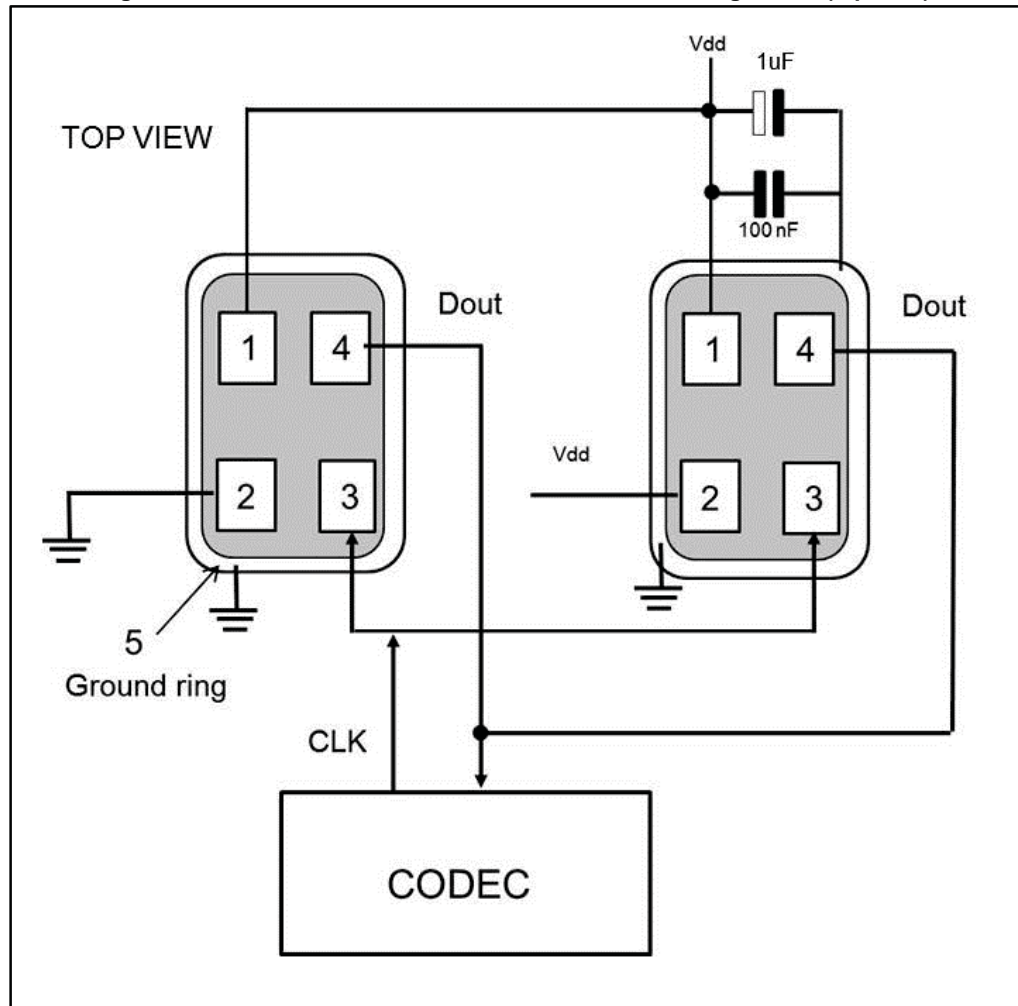 Vdd
1uF
TOP VIEW
100 nF
Dout
Dout
1
4
1
4
Vdd
2
3
2
3
5
Ground ring
CLK
CODEC